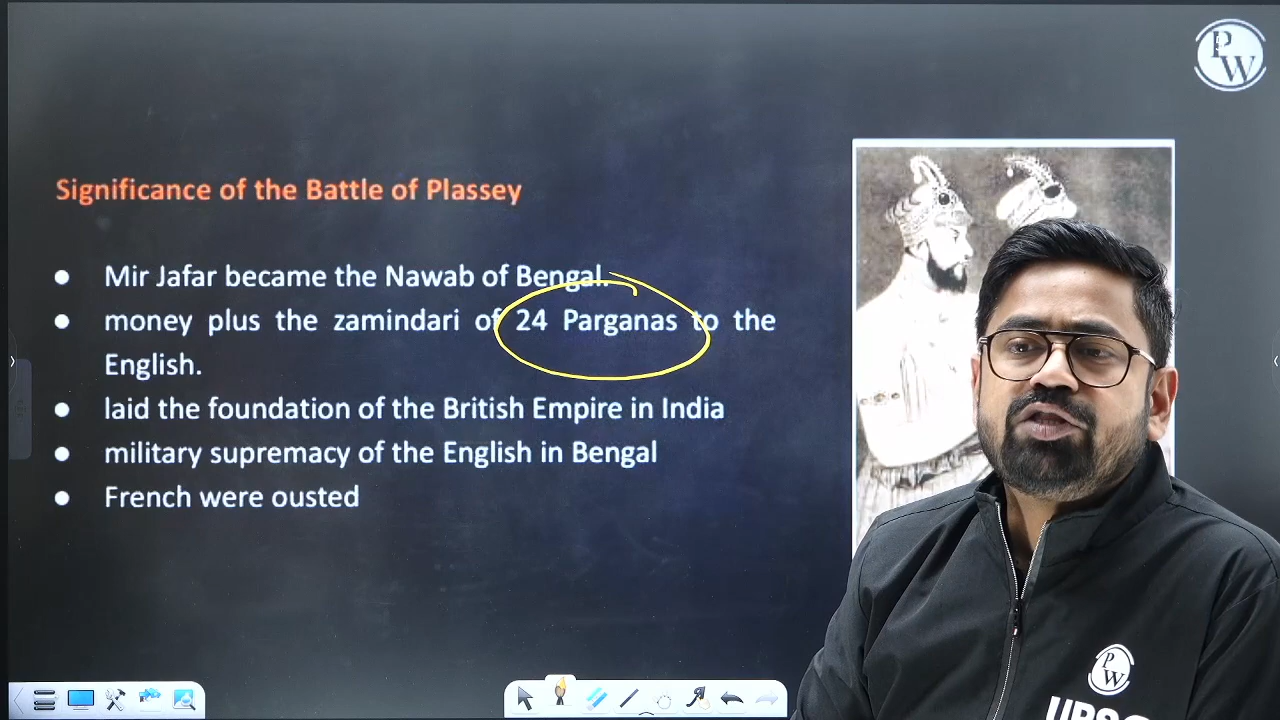 PW
Significance of the Battle of Plassey
● Mir Jafar became the Nawab of Bengal.
● money plus the zamindari of 24 Parganas to the
English.
● laid the foundation of the British Empire in India
● military supremacy of the English in Bengal
● French were ousted
PW